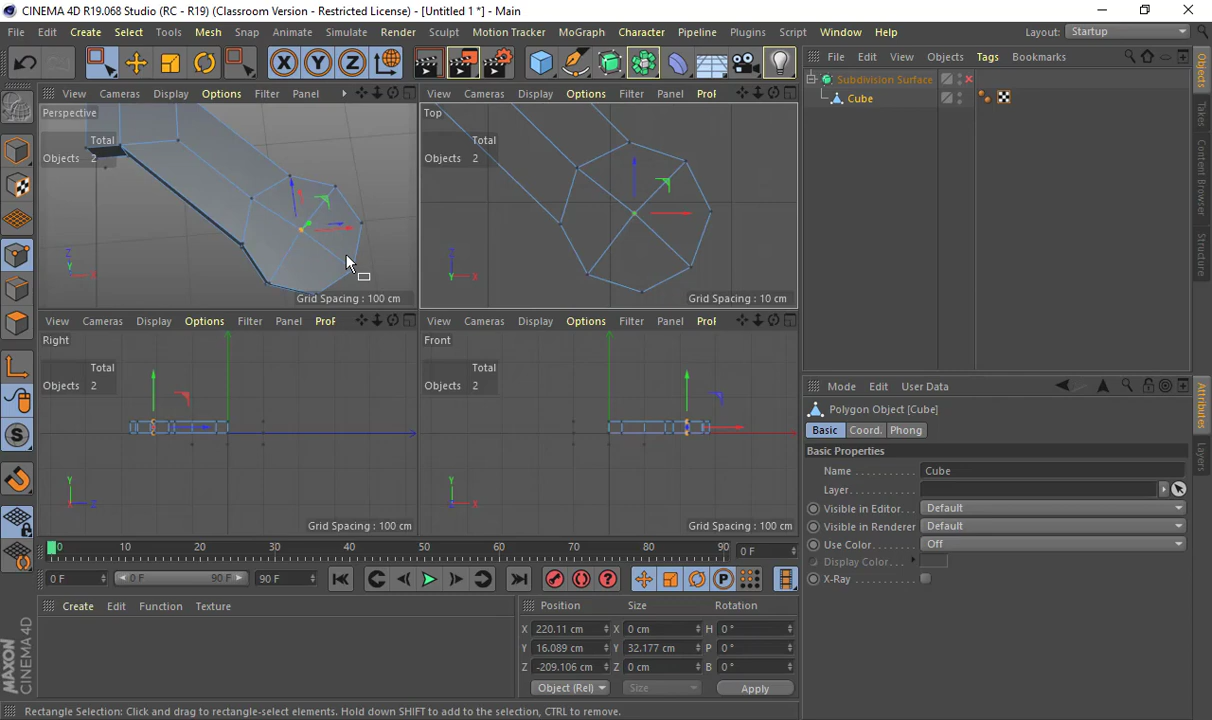 CINEMA 4D R19.068 Studio (RC - R19) (Classroom Version - Restricted License) - [Untitled 1 *] - Main
File Edit Create Select Tools Mesh Snap Animate Simulate Render Sculpt Motion Tracker MoGraph Character Pipeline Plugins Script Window Help Layout: Startup
X Y Z
File Edit View Objects Tags Bookmarks
Subdivision Surface
Cube
View Cameras Display Options Filter Panel
Perspective
Total
Objects 2
Z
Y
X
Grid Spacing : 100 cm
View Cameras Display Options Filter Panel ProF
Top
Total
Objects 2
Z
Y X
Grid Spacing : 10 cm
View Cameras Display Options Filter Panel ProF
Right
Total
Objects 2
Y
X Z
Grid Spacing : 100 cm
View Cameras Display Options Filter Panel ProF
Front
Total
Objects 2
Y
Z X
Grid Spacing : 100 cm
Objects
Takes
Content Browser
Structure
Mode Edit User Data
Polygon Object [Cube]
Basic Coord. Phong
Basic Properties
Name Cube
Layer
Visible in Editor Default
Visible in Renderer Default
Use Color Off
Display Color
X-Ray
Attributes
Layers
0 10 20 30 40 50 60 70 80 90 0 F
0 F 0 F 90 F 90 F
P
S
Create Edit Function Texture
Position Size Rotation
X 220.11 cm X 0 cm H 0 °
Y 16.089 cm Y 32.177 cm P 0 °
Z -209.106 cm Z 0 cm B 0 °
Object (Rel) Size Apply
MAXON
CINEMA 4D
Rectangle Selection: Click and drag to rectangle-select elements. Hold down SHIFT to add to the selection, CTRL to remove.